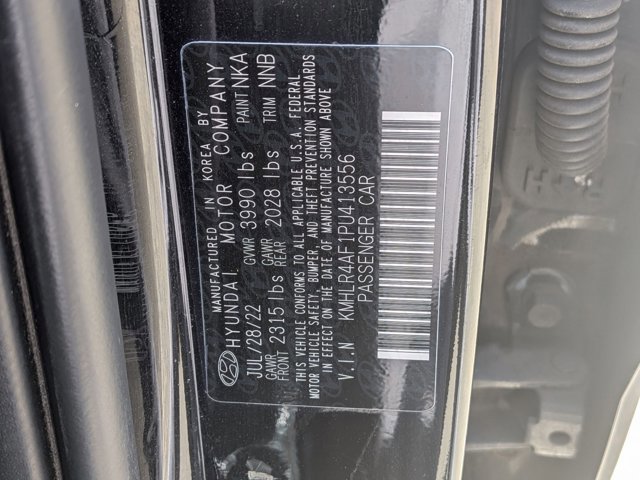 MANUFACTURED IN KOREA BY
HYUNDAI MOTOR COMPANY
JUL/28/22 GVWR 3990 lbs PAINT NKA
GAWR FRONT 2315 lbs GAWR REAR 2028 lbs TRIM NNB
THIS VEHICLE CONFORMS TO ALL APPLICABLE U.S.A. FEDERAL
MOTOR VEHICLE SAFETY, BUMPER, AND THEFT PREVENTION STANDARDS
IN EFFECT ON THE DATE OF MANUFACTURE SHOWN ABOVE
V.I.N KMHLR4AF1PU413556
PASSENGER CAR